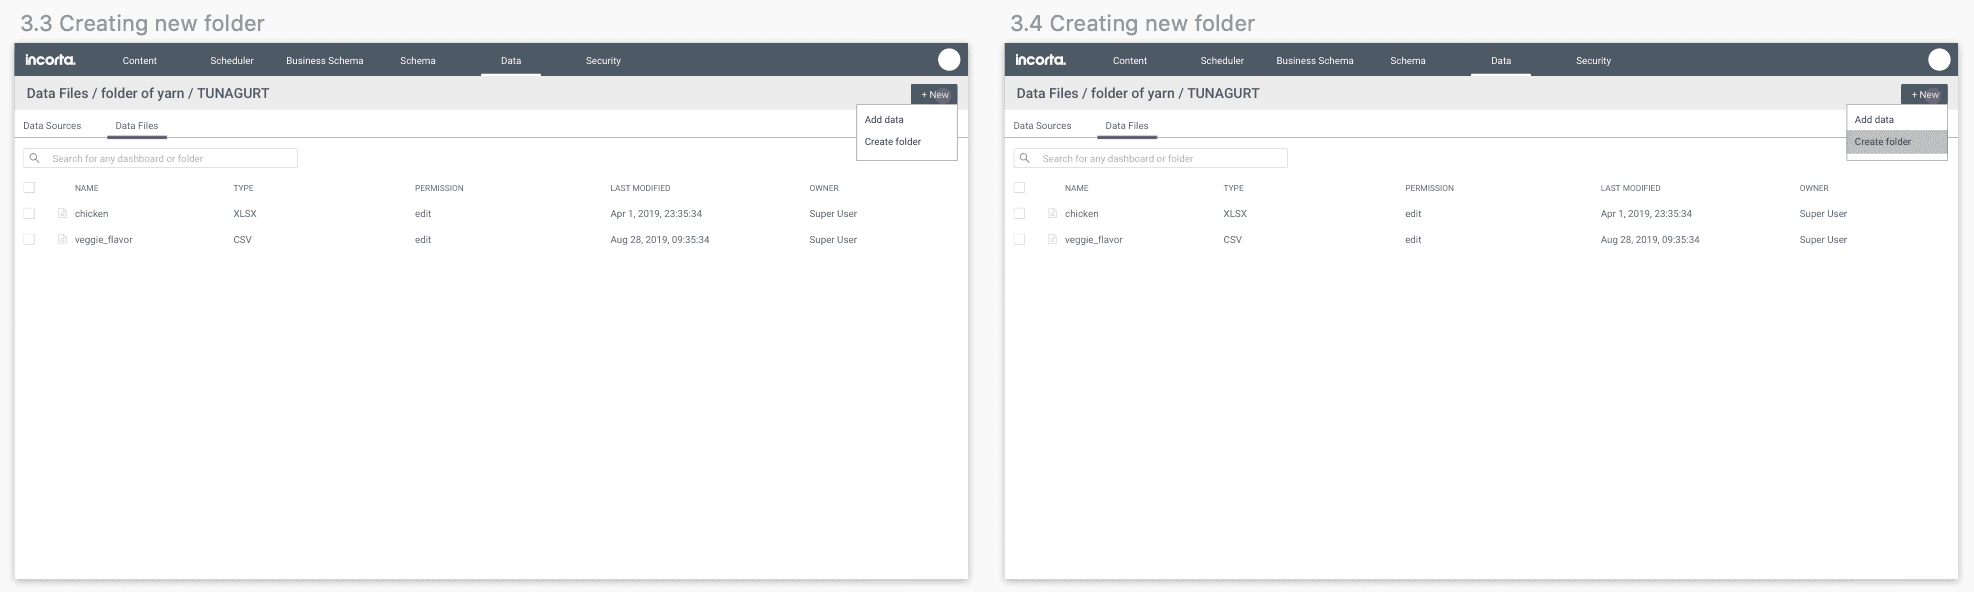 3.3 Creating new folder
incorta. Content Scheduler Business Schema Schema Data Security
Data Files / folder of yarn / TUNAGURT + New
Add data
Data Sources Data Files
Create folder
Search for any dashboard or folder
NAME TYPE PERMISSION LAST MODIFIED OWNER
chicken XLSX edit Apr 1, 2019, 23:35:34 Super User
veggie_flavor CSV edit Aug 28, 2019, 09:35:34 Super User
3.4 Creating new folder
incorta. Content Scheduler Business Schema Schema Data Security
Data Files / folder of yarn / TUNAGURT + New
Add data
Data Sources Data Files
Create folder
Search for any dashboard or folder
NAME TYPE PERMISSION LAST MODIFIED OWNER
chicken XLSX edit Apr 1, 2019, 23:35:34 Super User
veggie_flavor CSV edit Aug 28, 2019, 09:35:34 Super User